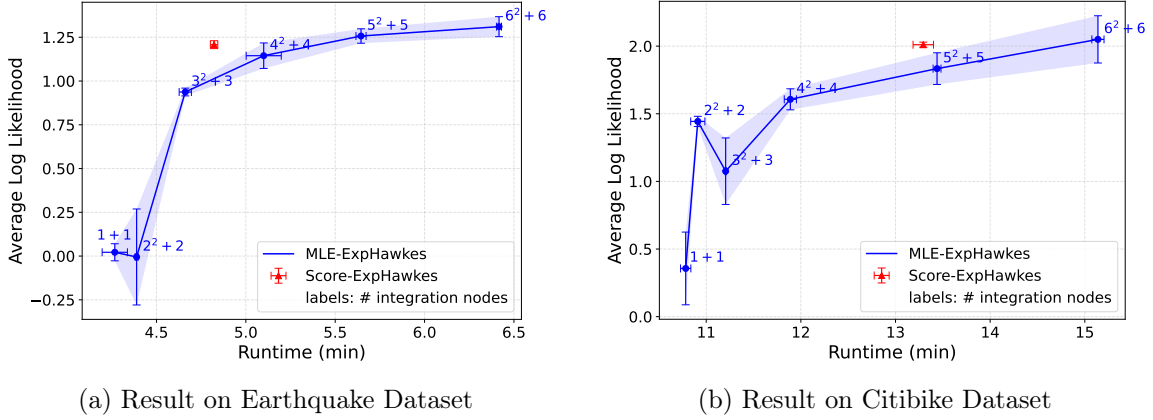 Average Log Likelihood
1.25
1.00
0.75
0.50
0.25
0.00
−0.25
1 + 1
2² + 2
3² + 3
4² + 4
5² + 5
6² + 6
MLE-ExpHawkes
Score-ExpHawkes
labels: # integration nodes
4.5 5.0 5.5 6.0 6.5
Runtime (min)
(a) Result on Earthquake Dataset
Average Log Likelihood
2.0
1.5
1.0
0.5
0.0
1 + 1
2² + 2
3² + 3
4² + 4
5² + 5
6² + 6
MLE-ExpHawkes
Score-ExpHawkes
labels: # integration nodes
11 12 13 14 15
Runtime (min)
(b) Result on Citibike Dataset